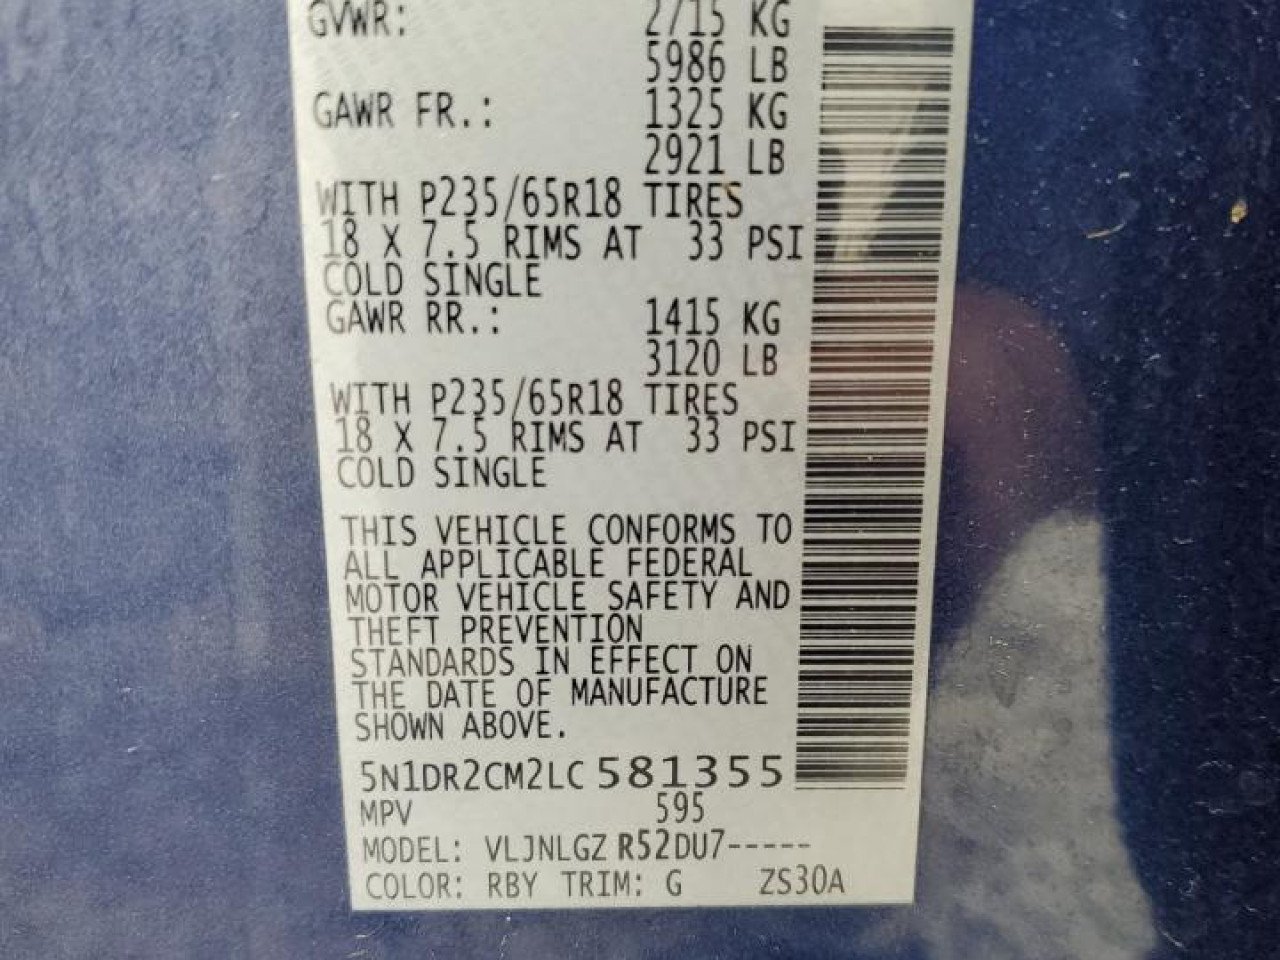 GVWR: 2715 KG
5986 LB
GAWR FR.: 1325 KG
2921 LB
WITH P235/65R18 TIRES
18 X 7.5 RIMS AT 33 PSI
COLD SINGLE
GAWR RR.: 1415 KG
3120 LB
WITH P235/65R18 TIRES
18 X 7.5 RIMS AT 33 PSI
COLD SINGLE
THIS VEHICLE CONFORMS TO
ALL APPLICABLE FEDERAL
MOTOR VEHICLE SAFETY AND
THEFT PREVENTION
STANDARDS IN EFFECT ON
THE DATE OF MANUFACTURE
SHOWN ABOVE.
5N1DR2CM2LC581355
MPV 595
MODEL: VLJNLGZ R52DU7-----
COLOR: RBY TRIM: G ZS30A